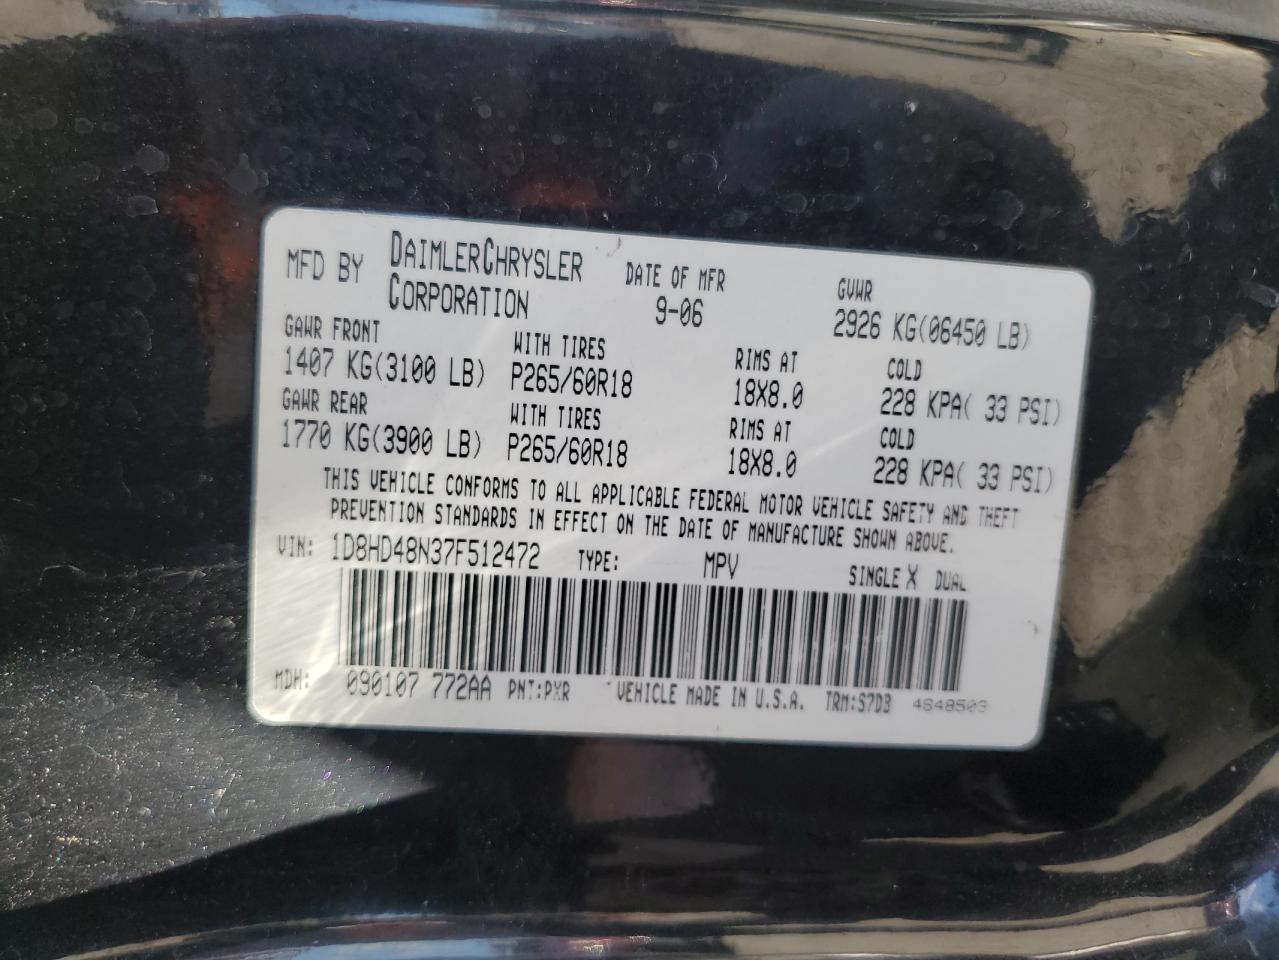 MFD BY DAIMLERCHRYSLER CORPORATION DATE OF MFR 9-06 GVWR 2926 KG(06450 LB)
GAWR FRONT WITH TIRES RIMS AT COLD
1407 KG(3100 LB) P265/60R18 18X8.0 228 KPA( 33 PSI)
GAWR REAR WITH TIRES RIMS AT COLD
1770 KG(3900 LB) P265/60R18 18X8.0 228 KPA( 33 PSI)
THIS VEHICLE CONFORMS TO ALL APPLICABLE FEDERAL MOTOR VEHICLE SAFETY AND THEFT
PREVENTION STANDARDS IN EFFECT ON THE DATE OF MANUFACTURE SHOWN ABOVE.
VIN: 1D8HD48N37F512472 TYPE: MPV SINGLE X DUAL
MDH: 090107 772AA PNT:PXR VEHICLE MADE IN U.S.A. TRM:S7DB